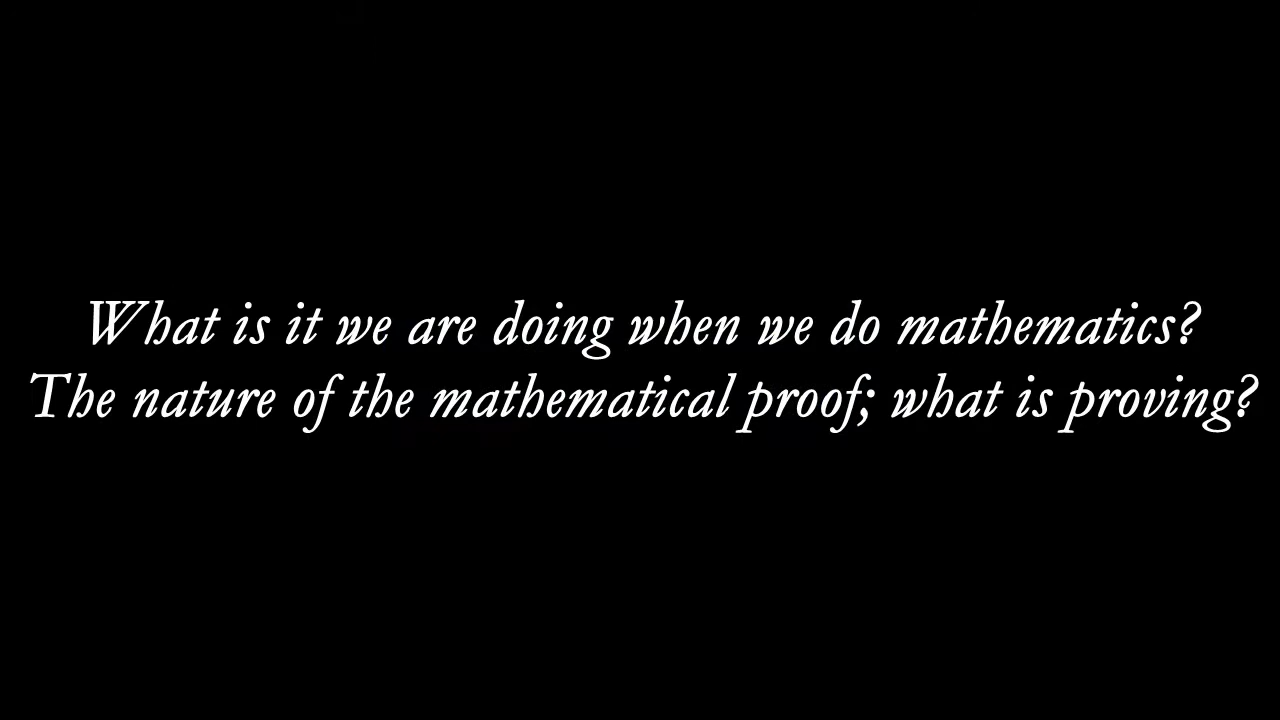 What is it we are doing when we do mathematics?
The nature of the mathematical proof; what is proving?